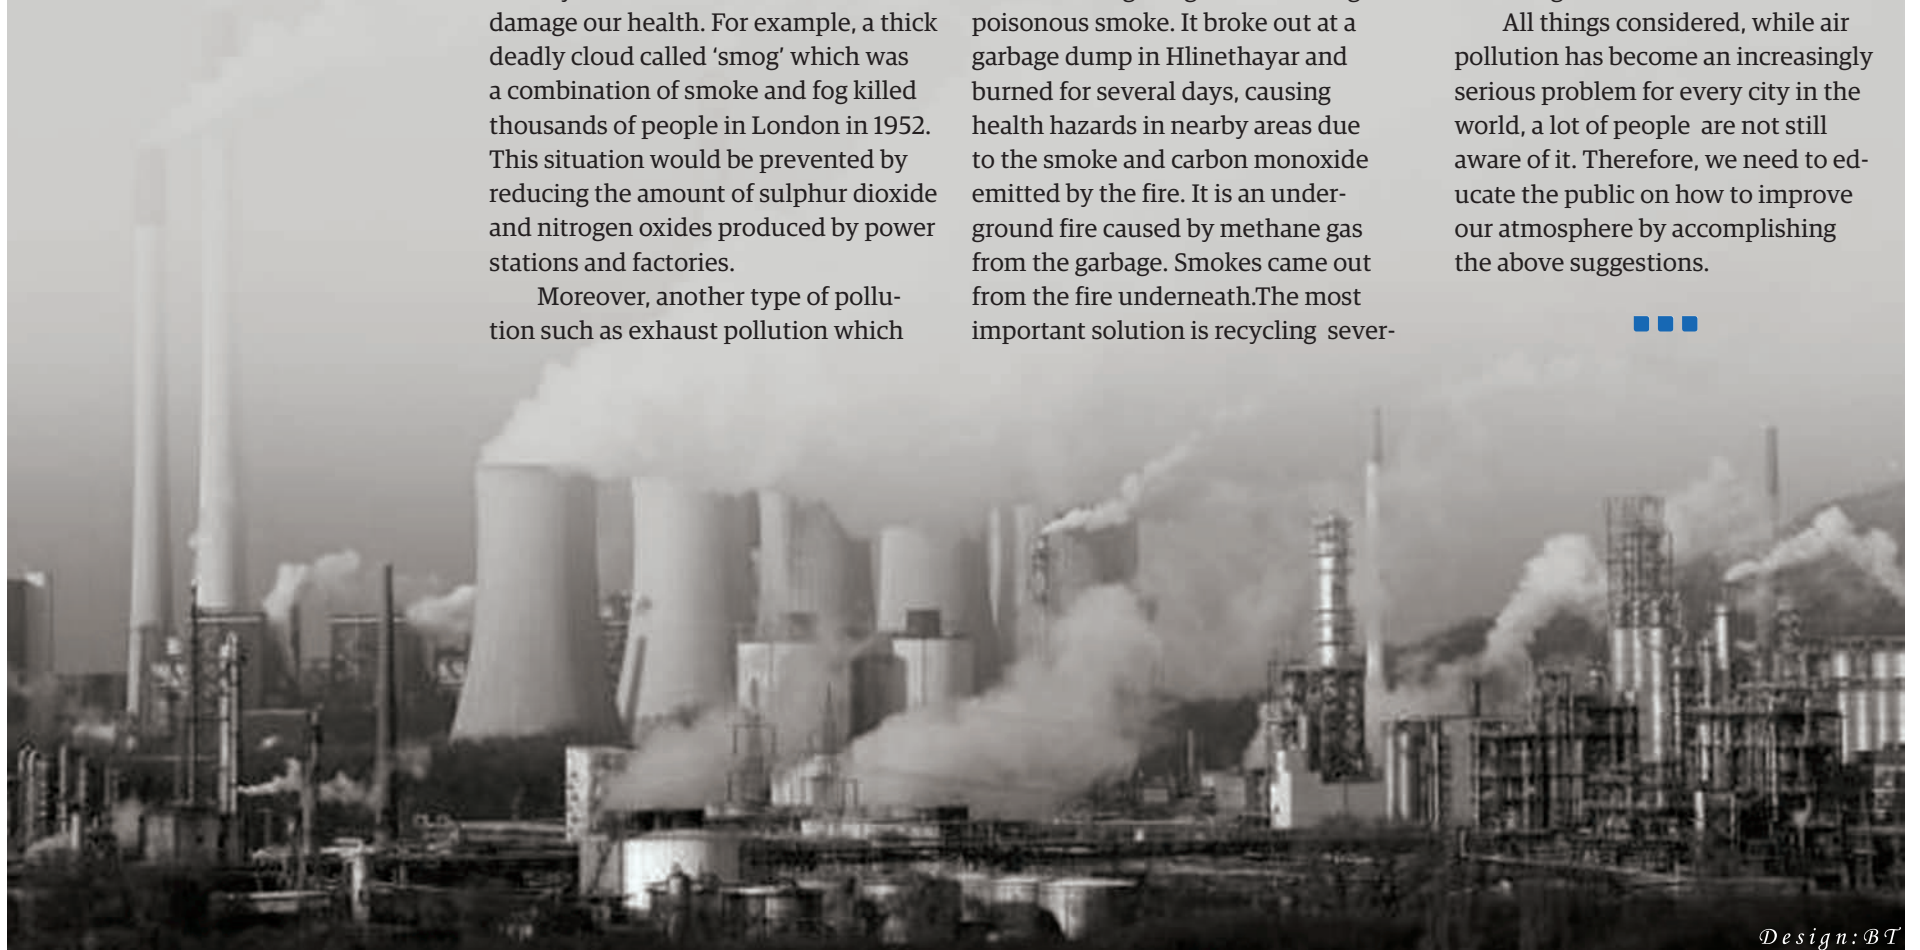 damage our health. For example, a thick
deadly cloud called ‘smog’ which was
a combination of smoke and fog killed
thousands of people in London in 1952.
This situation would be prevented by
reducing the amount of sulphur dioxide
and nitrogen oxides produced by power
stations and factories.
Moreover, another type of pollu-
tion such as exhaust pollution which
poisonous smoke. It broke out at a
garbage dump in Hlinethayar and
burned for several days, causing
health hazards in nearby areas due
to the smoke and carbon monoxide
emitted by the fire. It is an under-
ground fire caused by methane gas
from the garbage. Smokes came out
from the fire underneath.The most
important solution is recycling sever-
All things considered, while air
pollution has become an increasingly
serious problem for every city in the
world, a lot of people are not still
aware of it. Therefore, we need to ed-
ucate the public on how to improve
our atmosphere by accomplishing
the above suggestions.
Design:BT